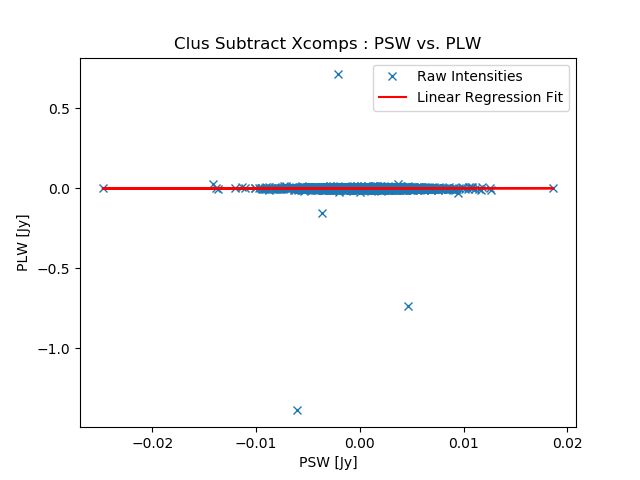 Clus Subtract Xcomps : PSW vs. PLW
Raw Intensities
Linear Regression Fit
0.5
0.0
−0.5
−1.0
PLW [Jy]
−0.02
−0.01
0.00
0.01
0.02
PSW [Jy]